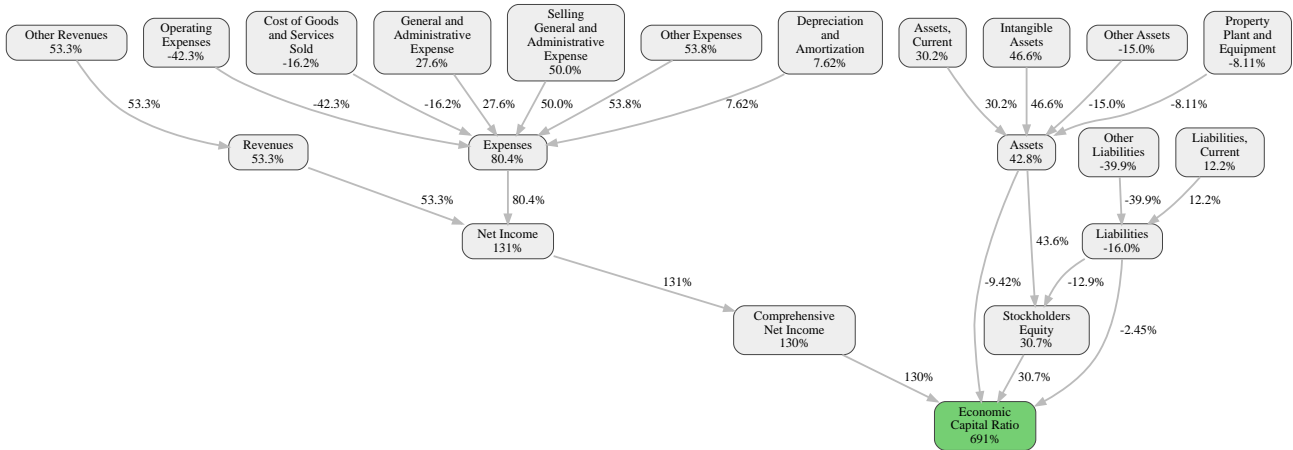 Other Revenues
53.3%
Operating
Expenses
-42.3%
Cost of Goods
and Services
Sold
-16.2%
General and
Administrative
Expense
27.6%
Selling
General and
Administrative
Expense
50.0%
Other Expenses
53.8%
Depreciation
and
Amortization
7.62%
Assets,
Current
30.2%
Intangible
Assets
46.6%
Other Assets
-15.0%
Property
Plant and
Equipment
-8.11%
53.3%
-42.3%
-16.2%
27.6%
50.0%
53.8%
7.62%
30.2%
46.6%
-15.0%
-8.11%
Revenues
53.3%
Expenses
80.4%
Assets
42.8%
Other
Liabilities
-39.9%
Liabilities,
Current
12.2%
53.3%
80.4%
-39.9%
12.2%
Net Income
131%
43.6%
Liabilities
-16.0%
131%
-9.42%
-12.9%
Comprehensive
Net Income
130%
Stockholders
Equity
30.7%
-2.45%
130%
30.7%
Economic
Capital Ratio
691%